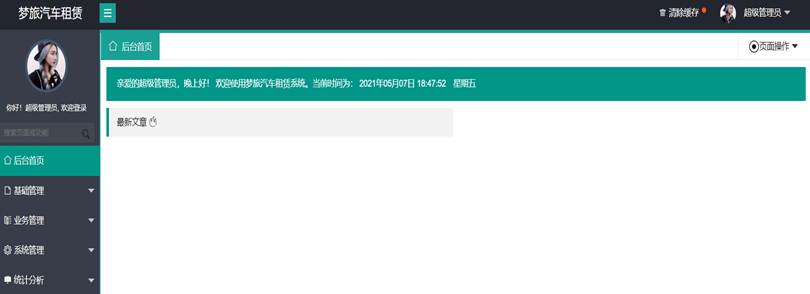 梦旅汽车租赁
清除缓存
超级管理员
后台首页
页面操作
你好！超级管理员, 欢迎登录
搜索页面或功能
亲爱的超级管理员，晚上好！ 欢迎使用梦旅汽车租赁系统。当前时间为： 2021年05月07日 18:47:52 星期五
最新文章
后台首页
基础管理
业务管理
系统管理
统计分析